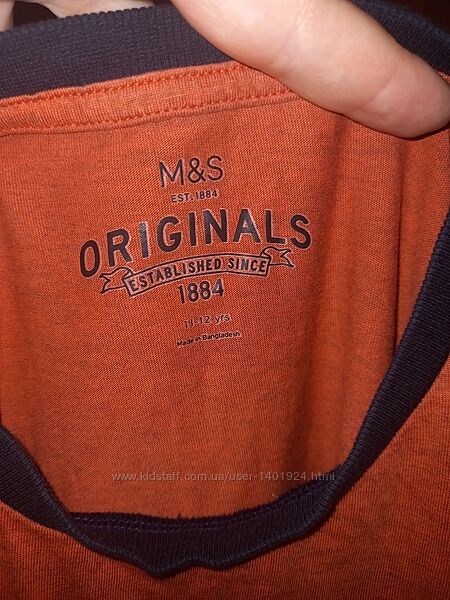 M&S
EST. 1884
ORIGINALS
ESTABLISHED SINCE
1884
11-12 yrs
Made in Bangladesh
www.kidstaff.com.ua/user-1401924.html